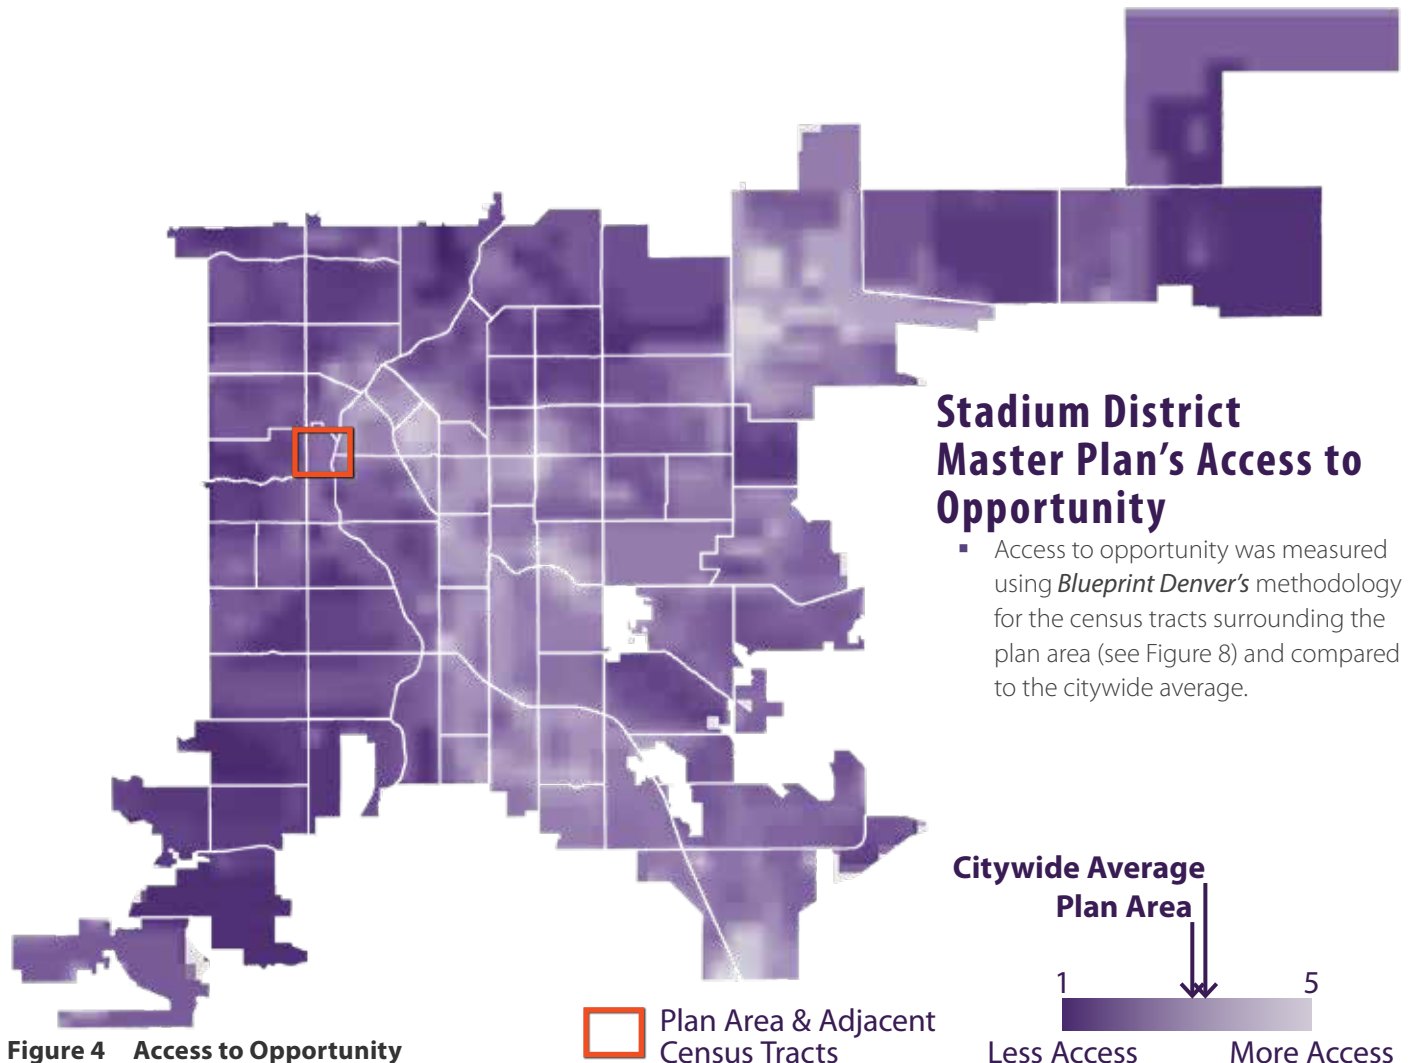 Stadium District
Master Plan's Access to
Opportunity
▪ Access to opportunity was measured
using Blueprint Denver's methodology
for the census tracts surrounding the
plan area (see Figure 8) and compared
to the citywide average.
Citywide Average
Plan Area
1 5
Less Access More Access
Plan Area & Adjacent
Census Tracts
Figure 4 Access to Opportunity